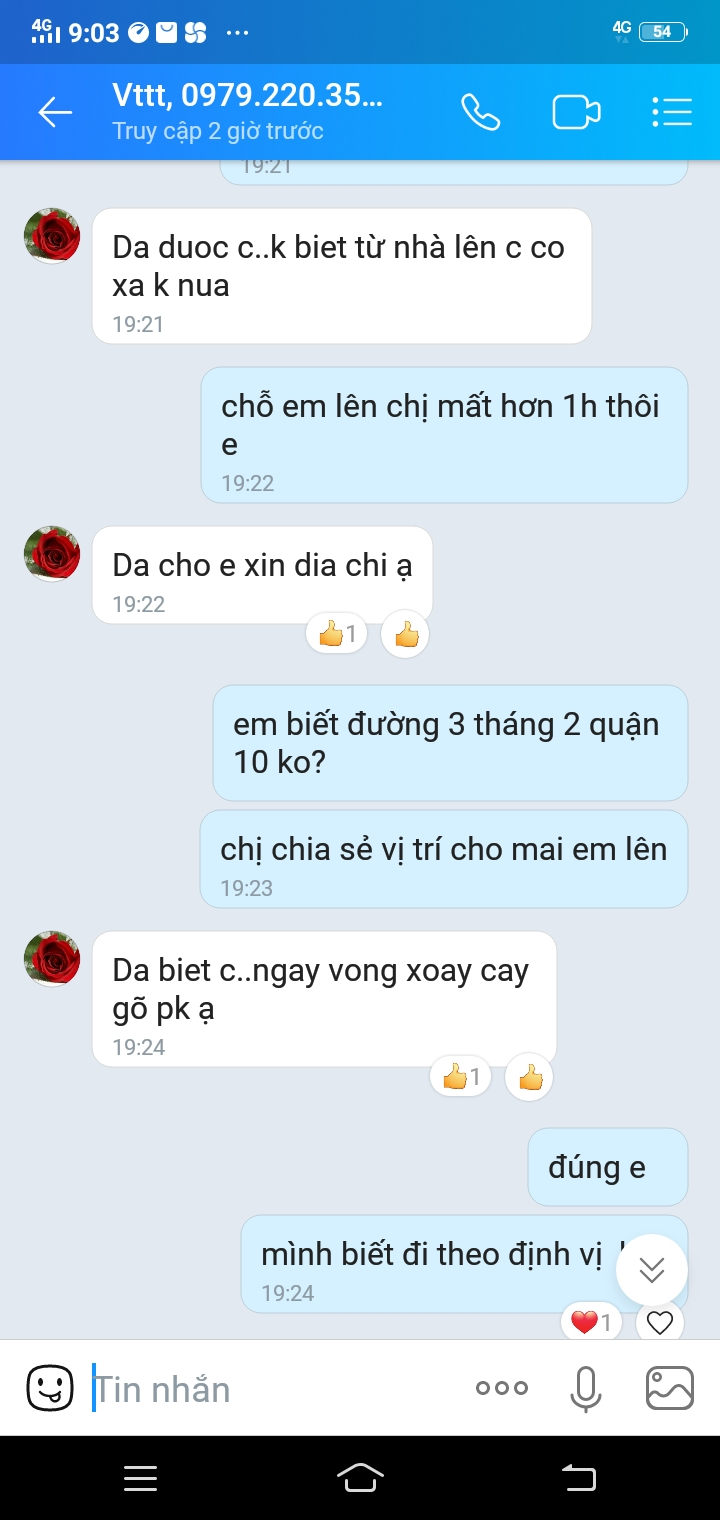 4G 9:03 4G 54
Vttt, 0979.220.35...
Truy cập 2 giờ trước
19:21
Da duoc c..k biet từ nhà lên c co
xa k nua
19:21
chỗ em lên chị mất hơn 1h thôi
e
19:22
Da cho e xin dia chi ạ
19:22
1
em biết đường 3 tháng 2 quận
10 ko?
chị chia sẻ vị trí cho mai em lên
19:23
Da biet c..ngay vong xoay cay
gõ pk ạ
19:24
1
đúng e
mình biết đi theo định vị
19:24
1
Tin nhắn